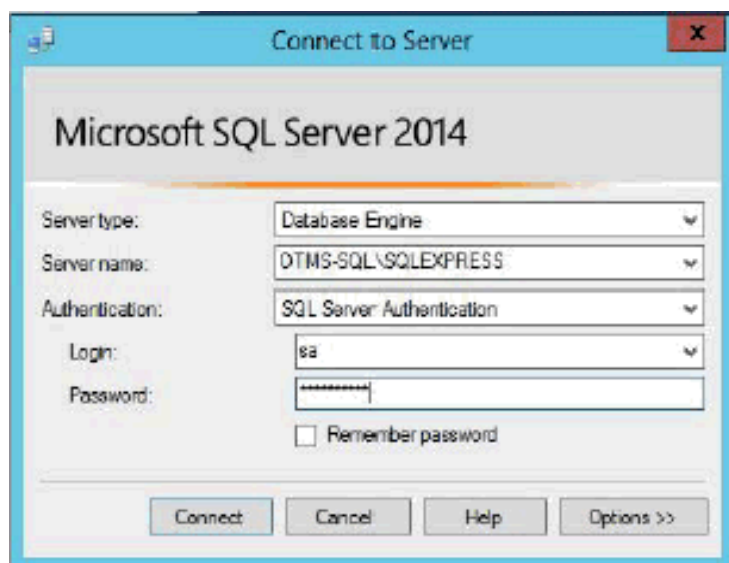 Connect to Server
x
Microsoft SQL Server 2014
Server type: Database Engine
Server name: DTMS-SQL\SQLEXPRESS
Authentication: SQL Server Authentication
Login: sa
Password: **********
Remember password
Connect Cancel Help Options >>